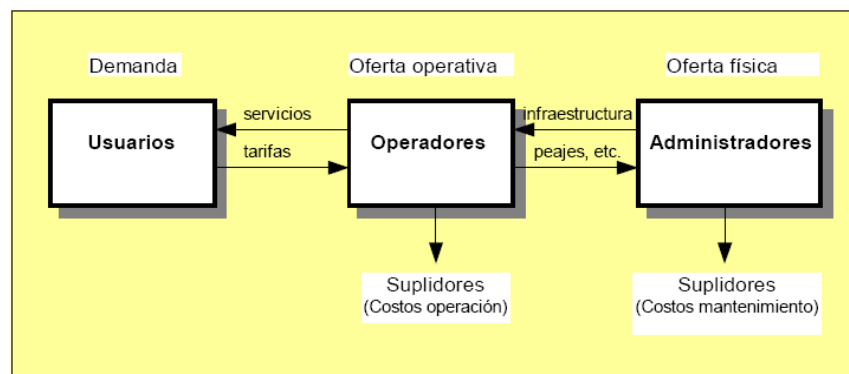 Demanda
Oferta operativa
Oferta física
servicios
infraestructura
Usuarios
Operadores
Administradores
tarifas
peajes, etc.
Suplidores
(Costos operación)
Suplidores
(Costos mantenimiento)